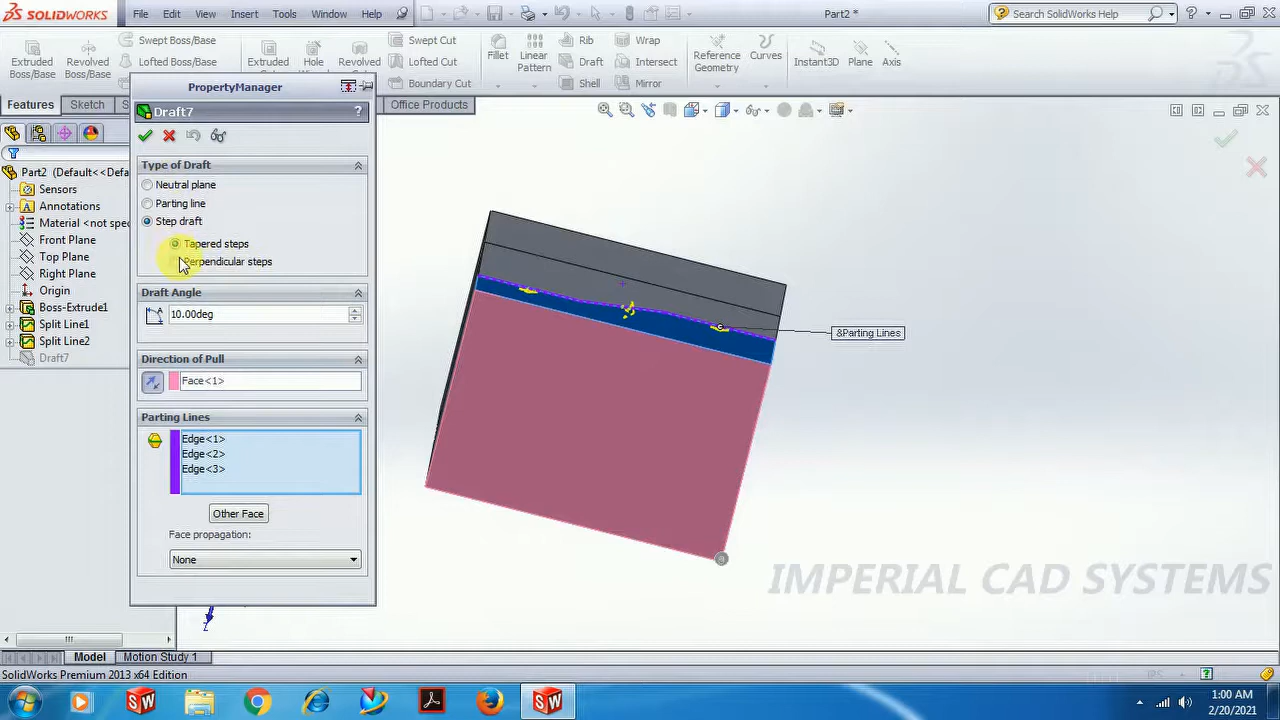 SOLIDWORKS File Edit View Insert Tools Window Help Part2 * Search SolidWorks Help
Extruded Boss/Base
Revolved Boss/Base
Swept Boss/Base
Lofted Boss/Base
Extruded
Hole
Revolved
Swept Cut
Lofted Cut
Boundary Cut
Fillet
Linear Pattern
Rib
Draft
Shell
Wrap
Intersect
Mirror
Reference Geometry
Curves
Instant3D
Plane
Axis
Features Sketch Office Products
PropertyManager
Draft7 ?
Type of Draft
Neutral plane
Parting line
Step draft
Tapered steps
Perpendicular steps
Draft Angle
10.00deg
Direction of Pull
Face<1>
Parting Lines
Edge<1>
Edge<2>
Edge<3>
Other Face
Face propagation:
None
Part2 (Default<<Def
Sensors
Annotations
Material <not spe
Front Plane
Top Plane
Right Plane
Origin
Boss-Extrude1
Split Line1
Split Line2
Draft7
&Parting Lines
IMPERIAL CAD SYSTEMS
Model Motion Study 1
SolidWorks Premium 2013 x64 Edition
1:00 AM
2/20/2021